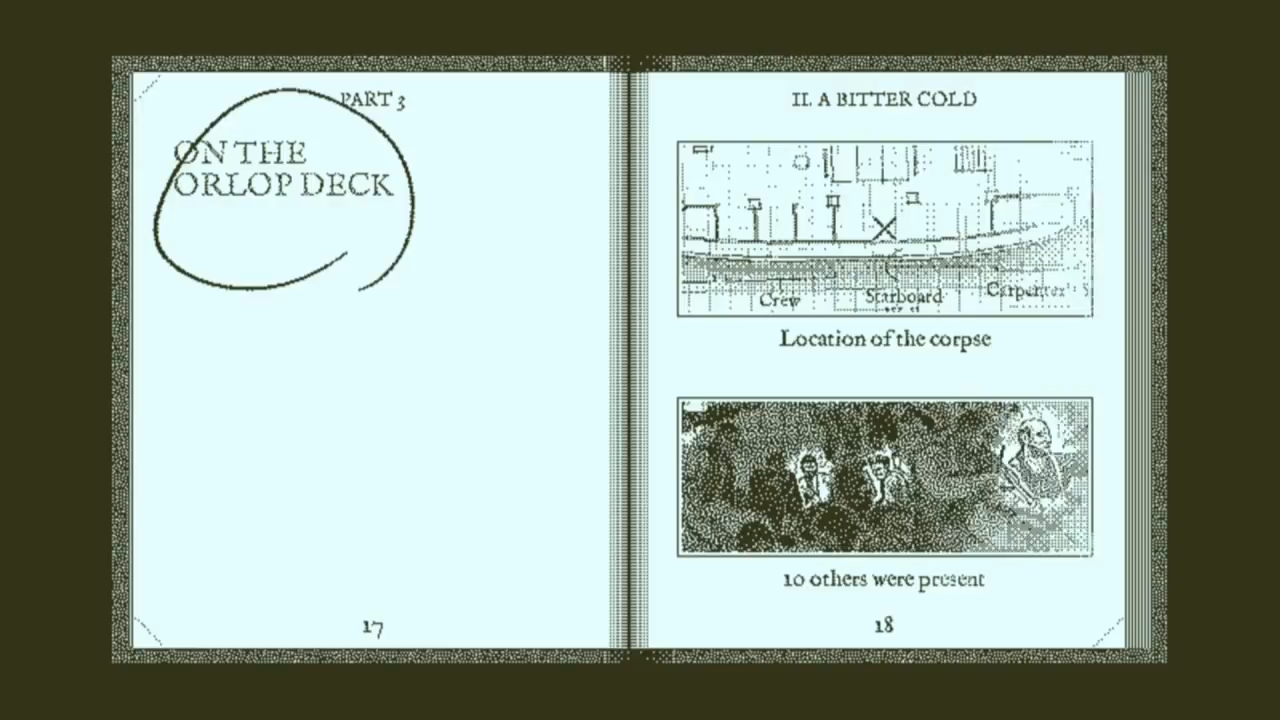 PART 3
ON THE
ORLOP DECK
17
II. A BITTER COLD
Crew
Starboard
Carpenter's
Location of the corpse
10 others were present
18